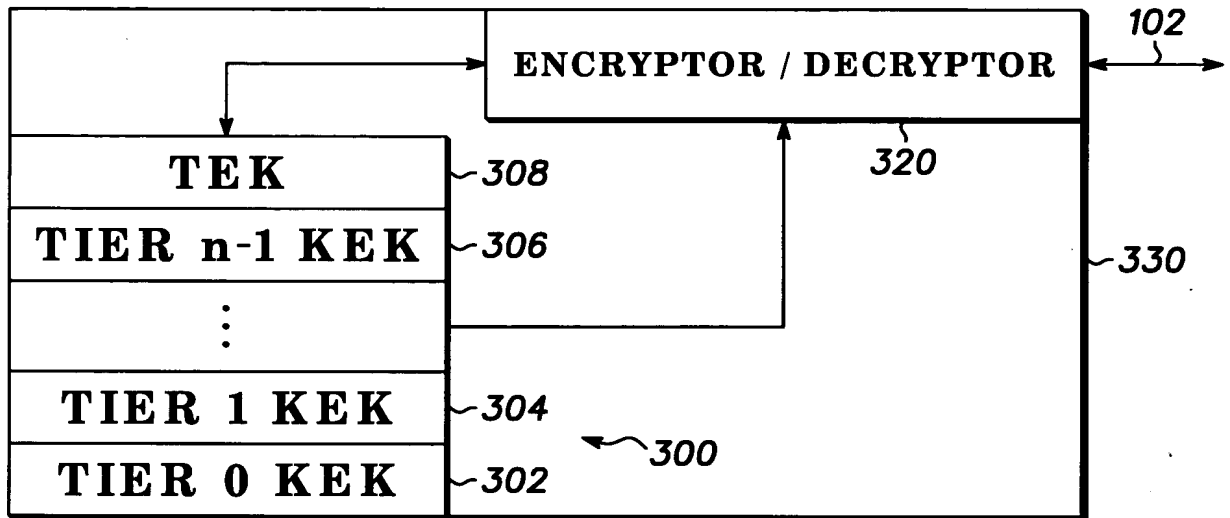 102
ENCRYPTOR / DECRYPTOR
320
TEK
308
TIER n-1 KEK
306
330
⋮
TIER 1 KEK
304
300
TIER 0 KEK
302